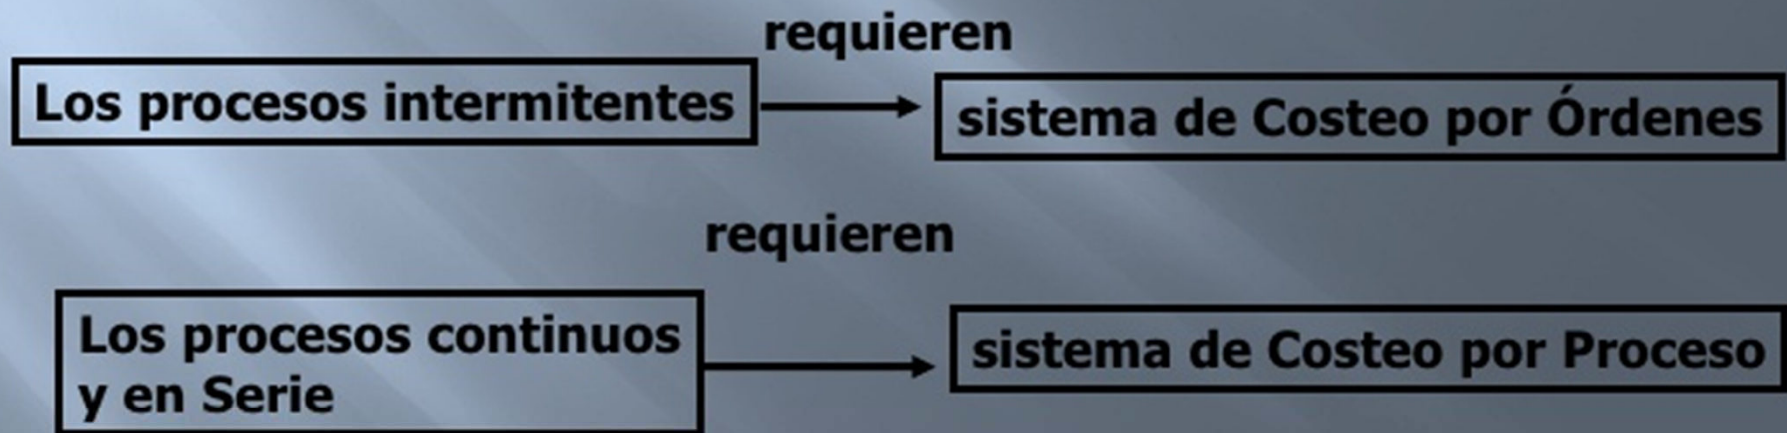 requieren
Los procesos intermitentes
sistema de Costeo por Órdenes
requieren
Los procesos continuos
y en Serie
sistema de Costeo por Proceso